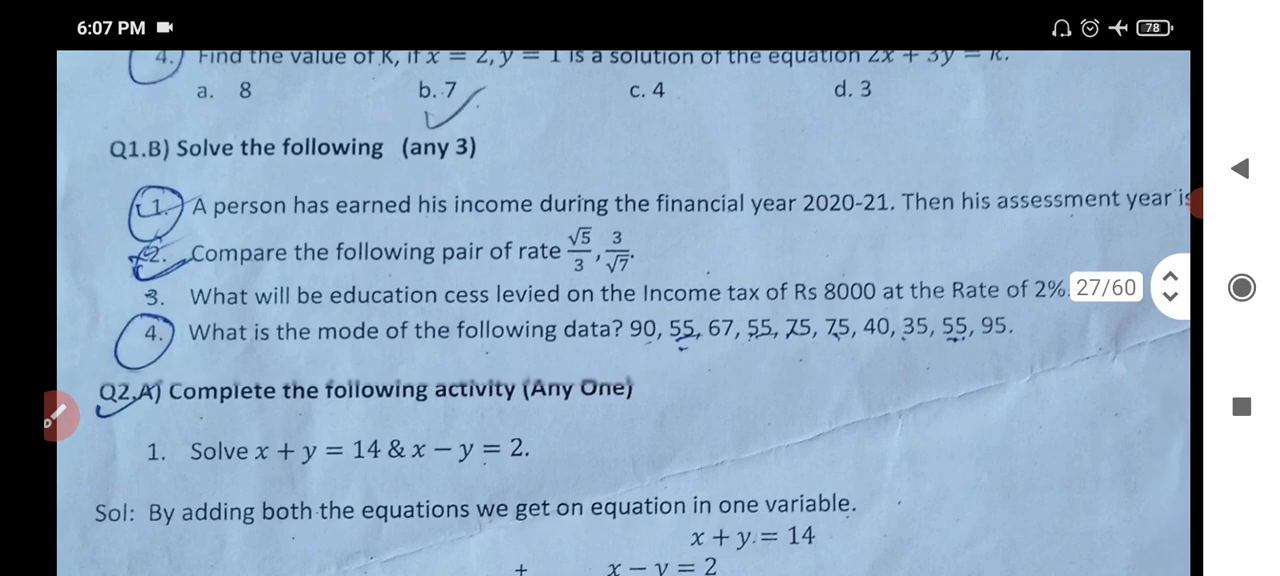 6:07 PM
78
4. Find the value of K, if x = 2, y = 1 is a solution of the equation 2x + 3y = K.
a. 8 b. 7 c. 4 d. 3
Q1.B) Solve the following (any 3)
1. A person has earned his income during the financial year 2020-21. Then his assessment year is
2. Compare the following pair of rate √5/3, 3/√7.
3. What will be education cess levied on the Income tax of Rs 8000 at the Rate of 2%
27/60
4. What is the mode of the following data? 90, 55, 67, 55, 75, 75, 40, 35, 55, 95.
Q2.A) Complete the following activity (Any One)
1. Solve x + y = 14 & x − y = 2.
Sol: By adding both the equations we get on equation in one variable.
x + y = 14
+ x − y = 2